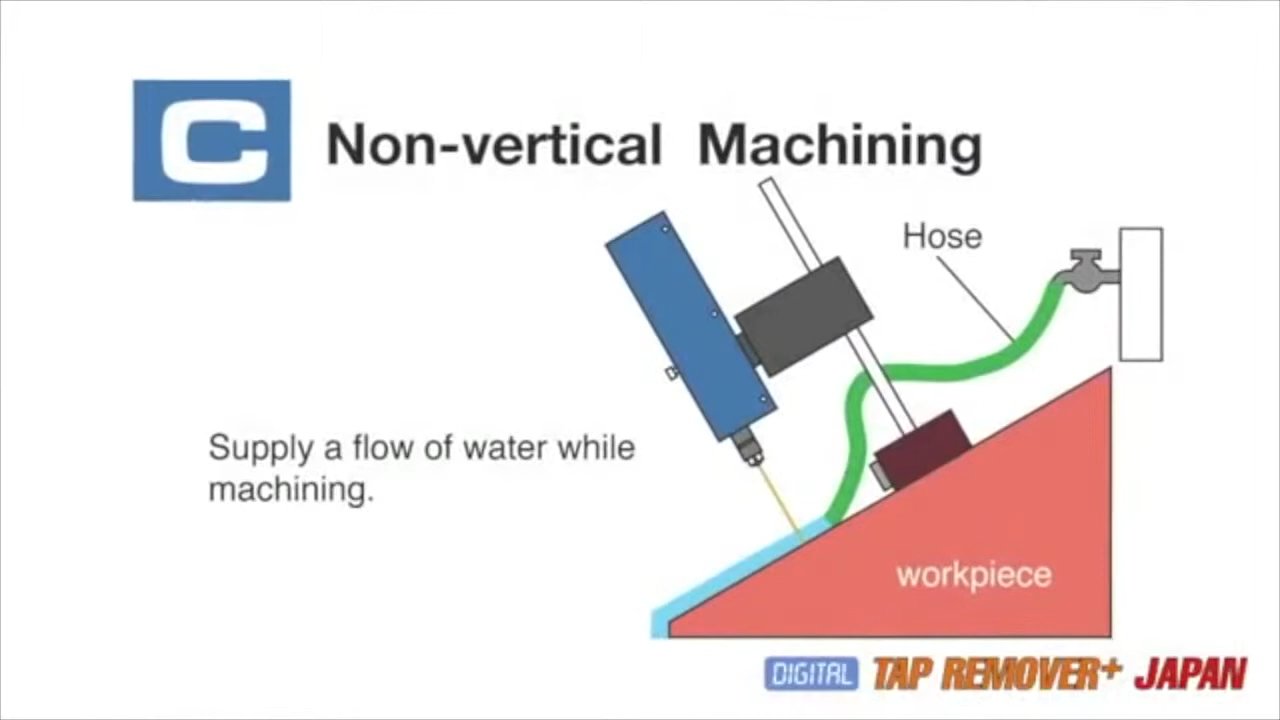 C
Non-vertical Machining
Hose
Supply a flow of water while
machining.
workpiece
DIGITAL TAP REMOVER+ JAPAN